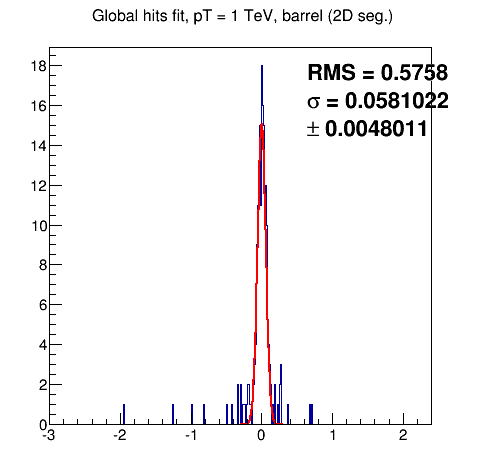 Global hits fit, pT = 1 TeV, barrel (2D seg.)
RMS = 0.5758
σ = 0.0581022
± 0.0048011
18
16
14
12
10
8
6
4
2
0
-3 -2 -1 0 1 2